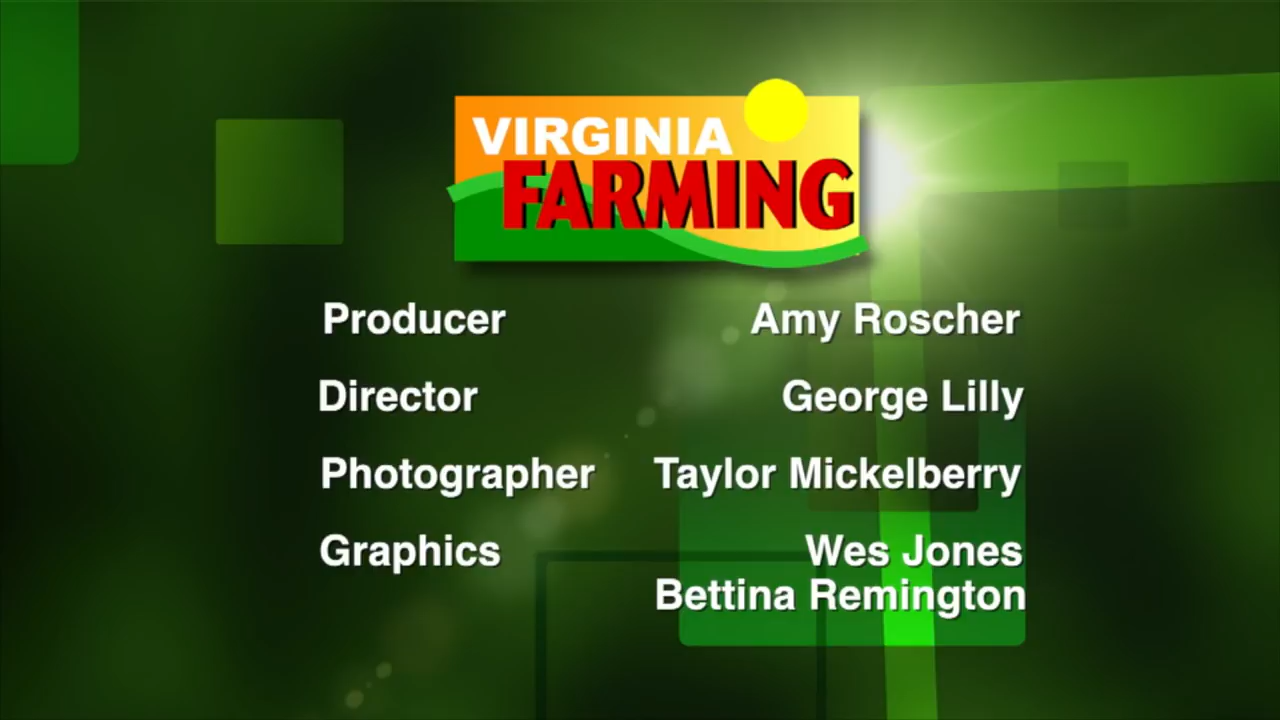 VIRGINIA
FARMING
Producer Amy Roscher
Director George Lilly
Photographer Taylor Mickelberry
Graphics Wes Jones
Bettina Remington